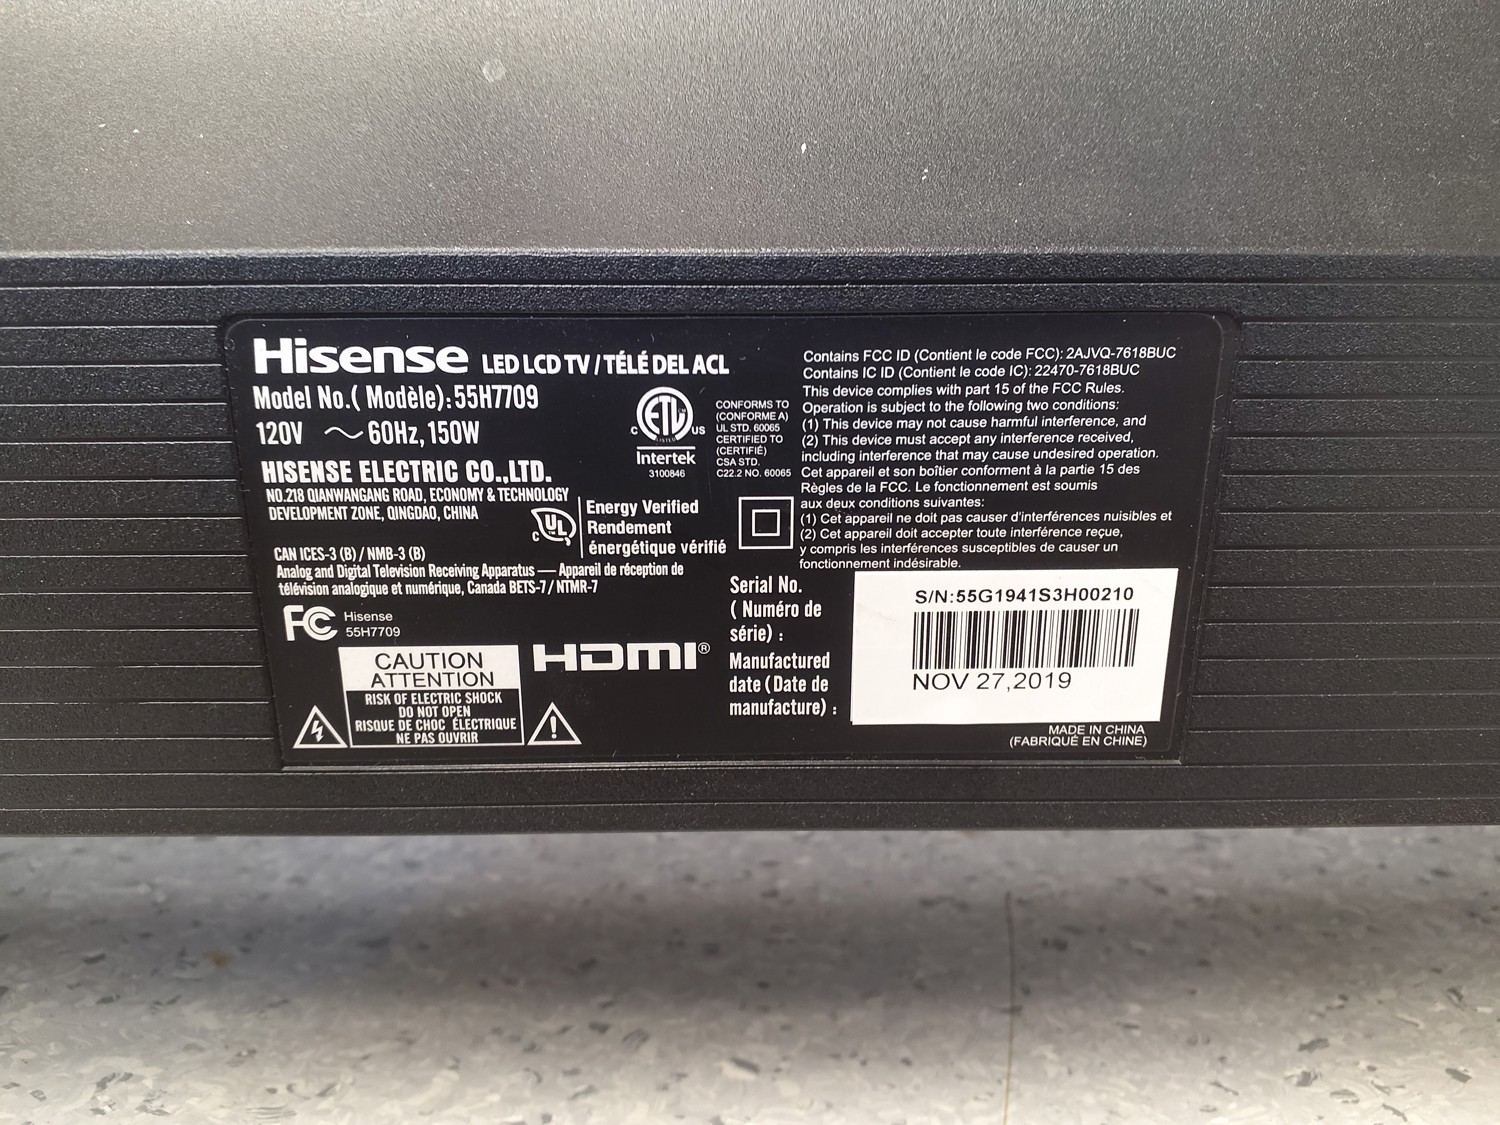 Hisense LED LCD TV / TÉLÉ DEL ACL
Model No.( Modèle): 55H7709
120V ～ 60Hz, 150W
HISENSE ELECTRIC CO.,LTD.
NO.218 QIANWANGANG ROAD, ECONOMY & TECHNOLOGY
DEVELOPMENT ZONE, QINGDAO, CHINA
CAN ICES-3 (B) / NMB-3 (B)
Analog and Digital Television Receiving Apparatus — Appareil de réception de
télévision analogique et numérique, Canada BETS-7 / NTMR-7
FC Hisense
55H7709
CAUTION
ATTENTION
RISK OF ELECTRIC SHOCK
DO NOT OPEN
RISQUE DE CHOC ÉLECTRIQUE
NE PAS OUVRIR
HDMI®
C ETL US
LISTED
Intertek
3100846
CONFORMS TO
(CONFORME A)
UL STD. 60065
CERTIFIED TO
(CERTIFIÉ)
CSA STD.
C22.2 NO. 60065
C UL
Energy Verified
Rendement
énergétique vérifié
Contains FCC ID (Contient le code FCC): 2AJVQ-7618BUC
Contains IC ID (Contient le code IC): 22470-7618BUC
This device complies with part 15 of the FCC Rules.
Operation is subject to the following two conditions:
(1) This device may not cause harmful interference, and
(2) This device must accept any interference received,
including interference that may cause undesired operation.
Cet appareil et son boîtier conforment à la partie 15 des
Règles de la FCC. Le fonctionnement est soumis
aux deux conditions suivantes:
(1) Cet appareil ne doit pas causer d'interférences nuisibles et
(2) Cet appareil doit accepter toute interférence reçue,
y compris les interférences susceptibles de causer un
fonctionnement indésirable.
Serial No.
( Numéro de
série) :
Manufactured
date (Date de
manufacture) :
S/N:55G1941S3H00210
NOV 27,2019
MADE IN CHINA
(FABRIQUÉ EN CHINE)